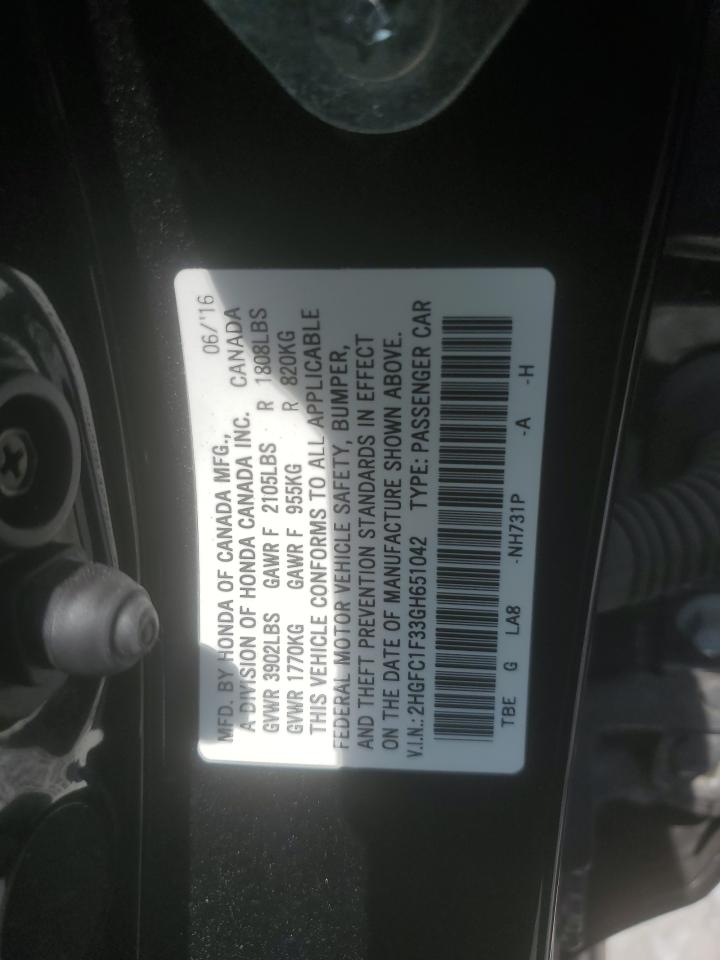 06/'16
MFD. BY HONDA OF CANADA MFG.,
A DIVISION OF HONDA CANADA INC. CANADA
GVWR 3902LBS GAWR F 2105LBS R 1808LBS
GVWR 1770KG GAWR F 955KG R 820KG
THIS VEHICLE CONFORMS TO ALL APPLICABLE
FEDERAL MOTOR VEHICLE SAFETY, BUMPER,
AND THEFT PREVENTION STANDARDS IN EFFECT
ON THE DATE OF MANUFACTURE SHOWN ABOVE.
V.I.N.: 2HGFC1F33GH651042 TYPE: PASSENGER CAR
TBE G LA8 -NH731P -A -H